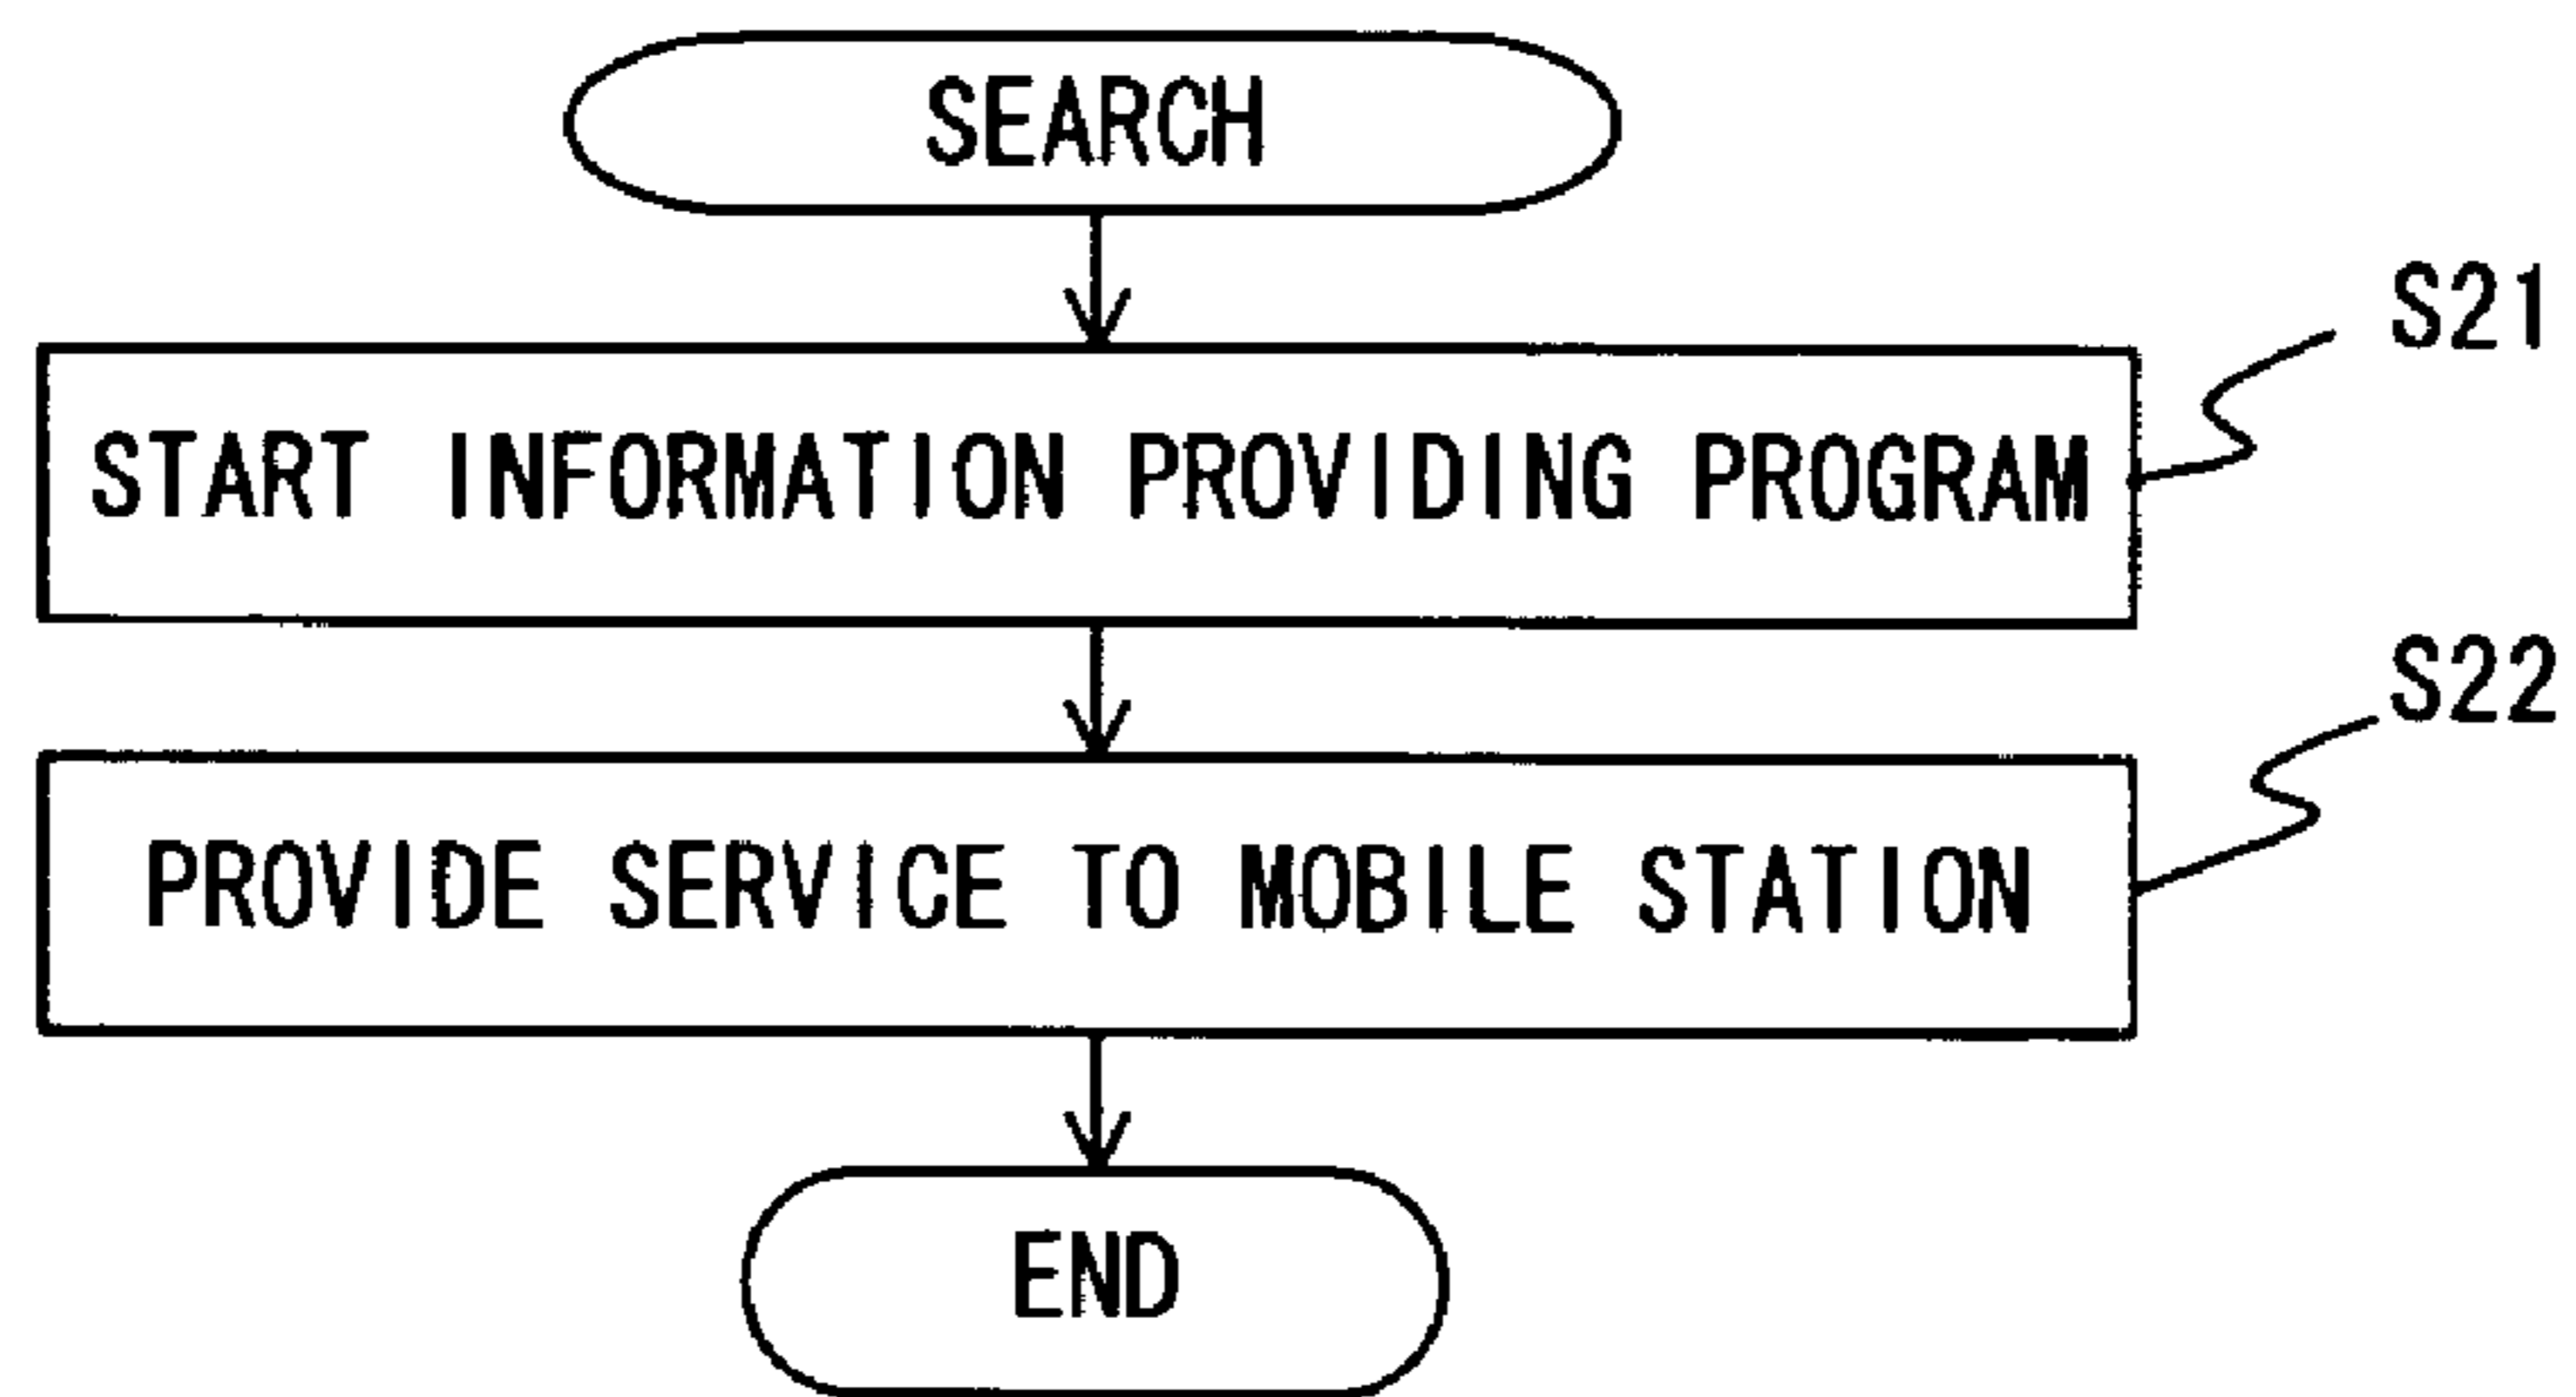 SEARCH
S21
START INFORMATION PROVIDING PROGRAM
S22
PROVIDE SERVICE TO MOBILE STATION
END